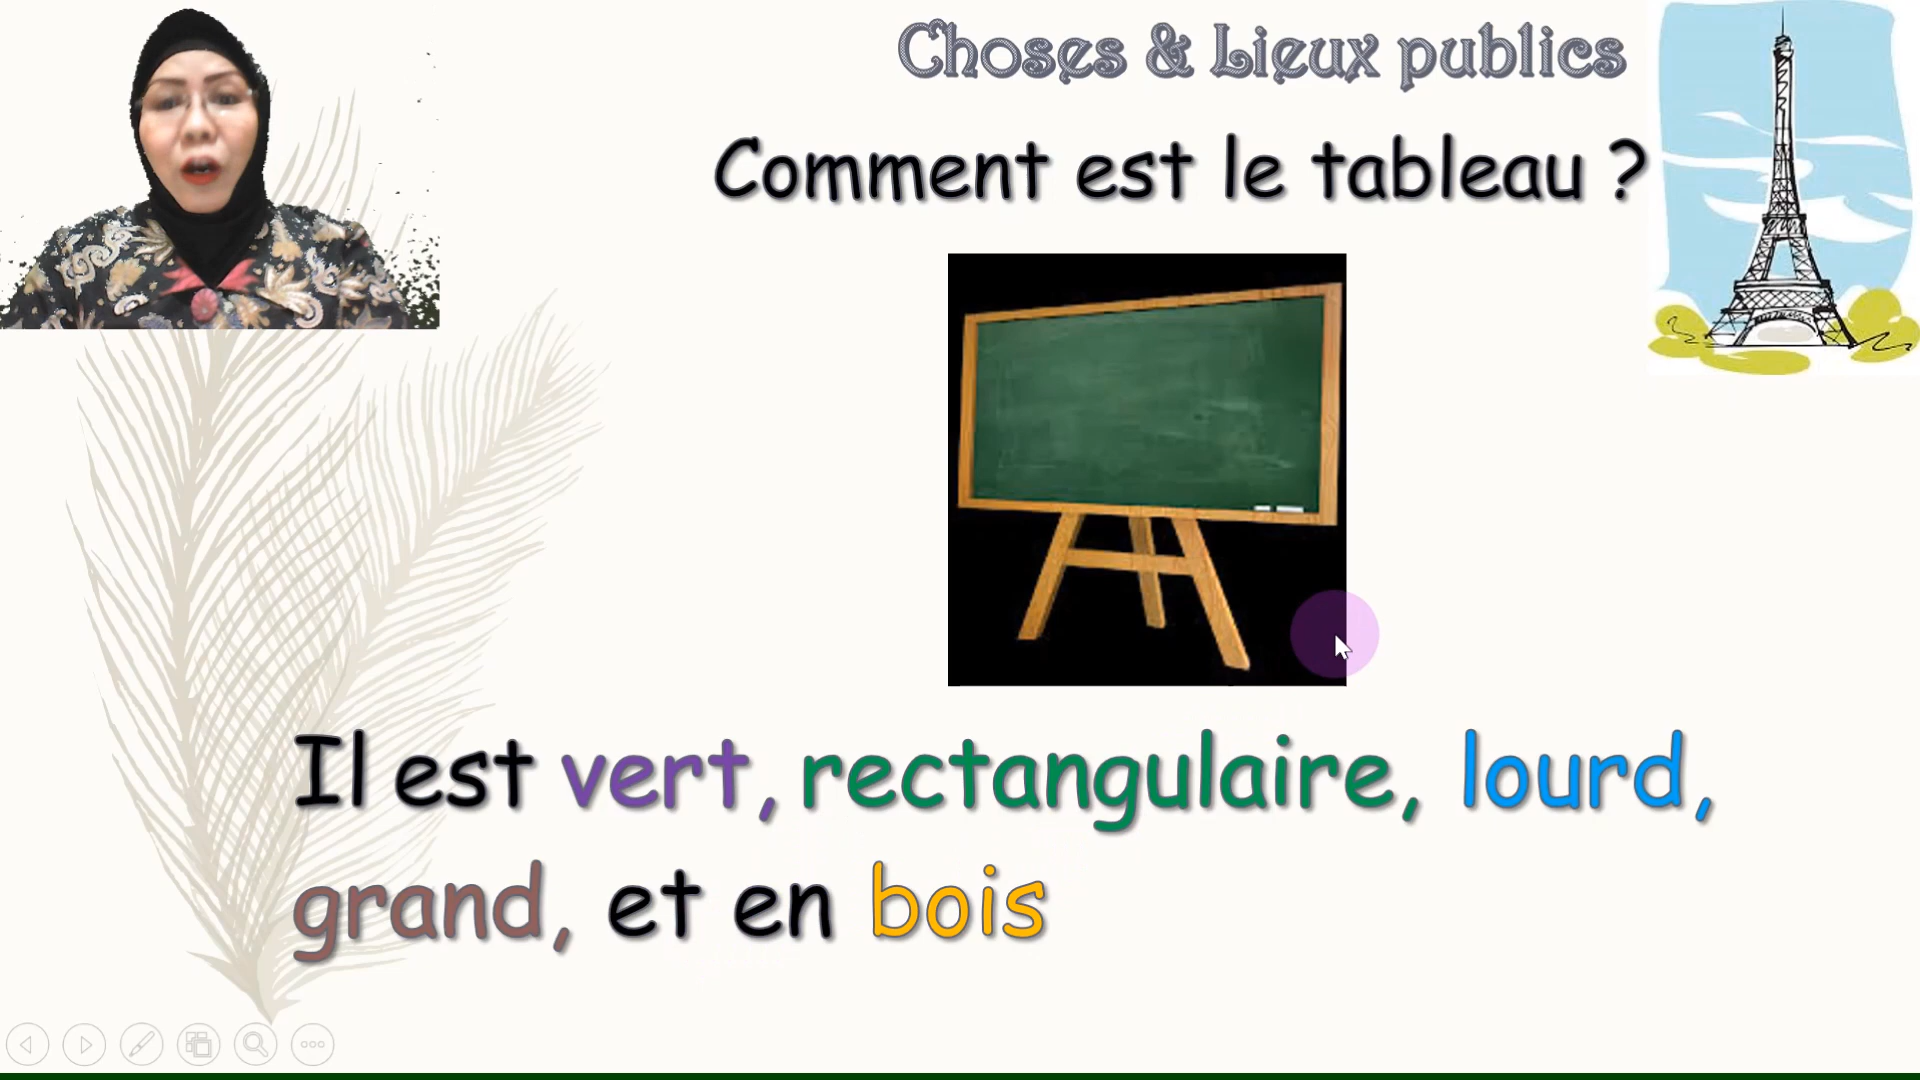 Choses & Lieux publics
Comment est le tableau ?
Il est vert, rectangulaire, lourd,
grand, et en bois